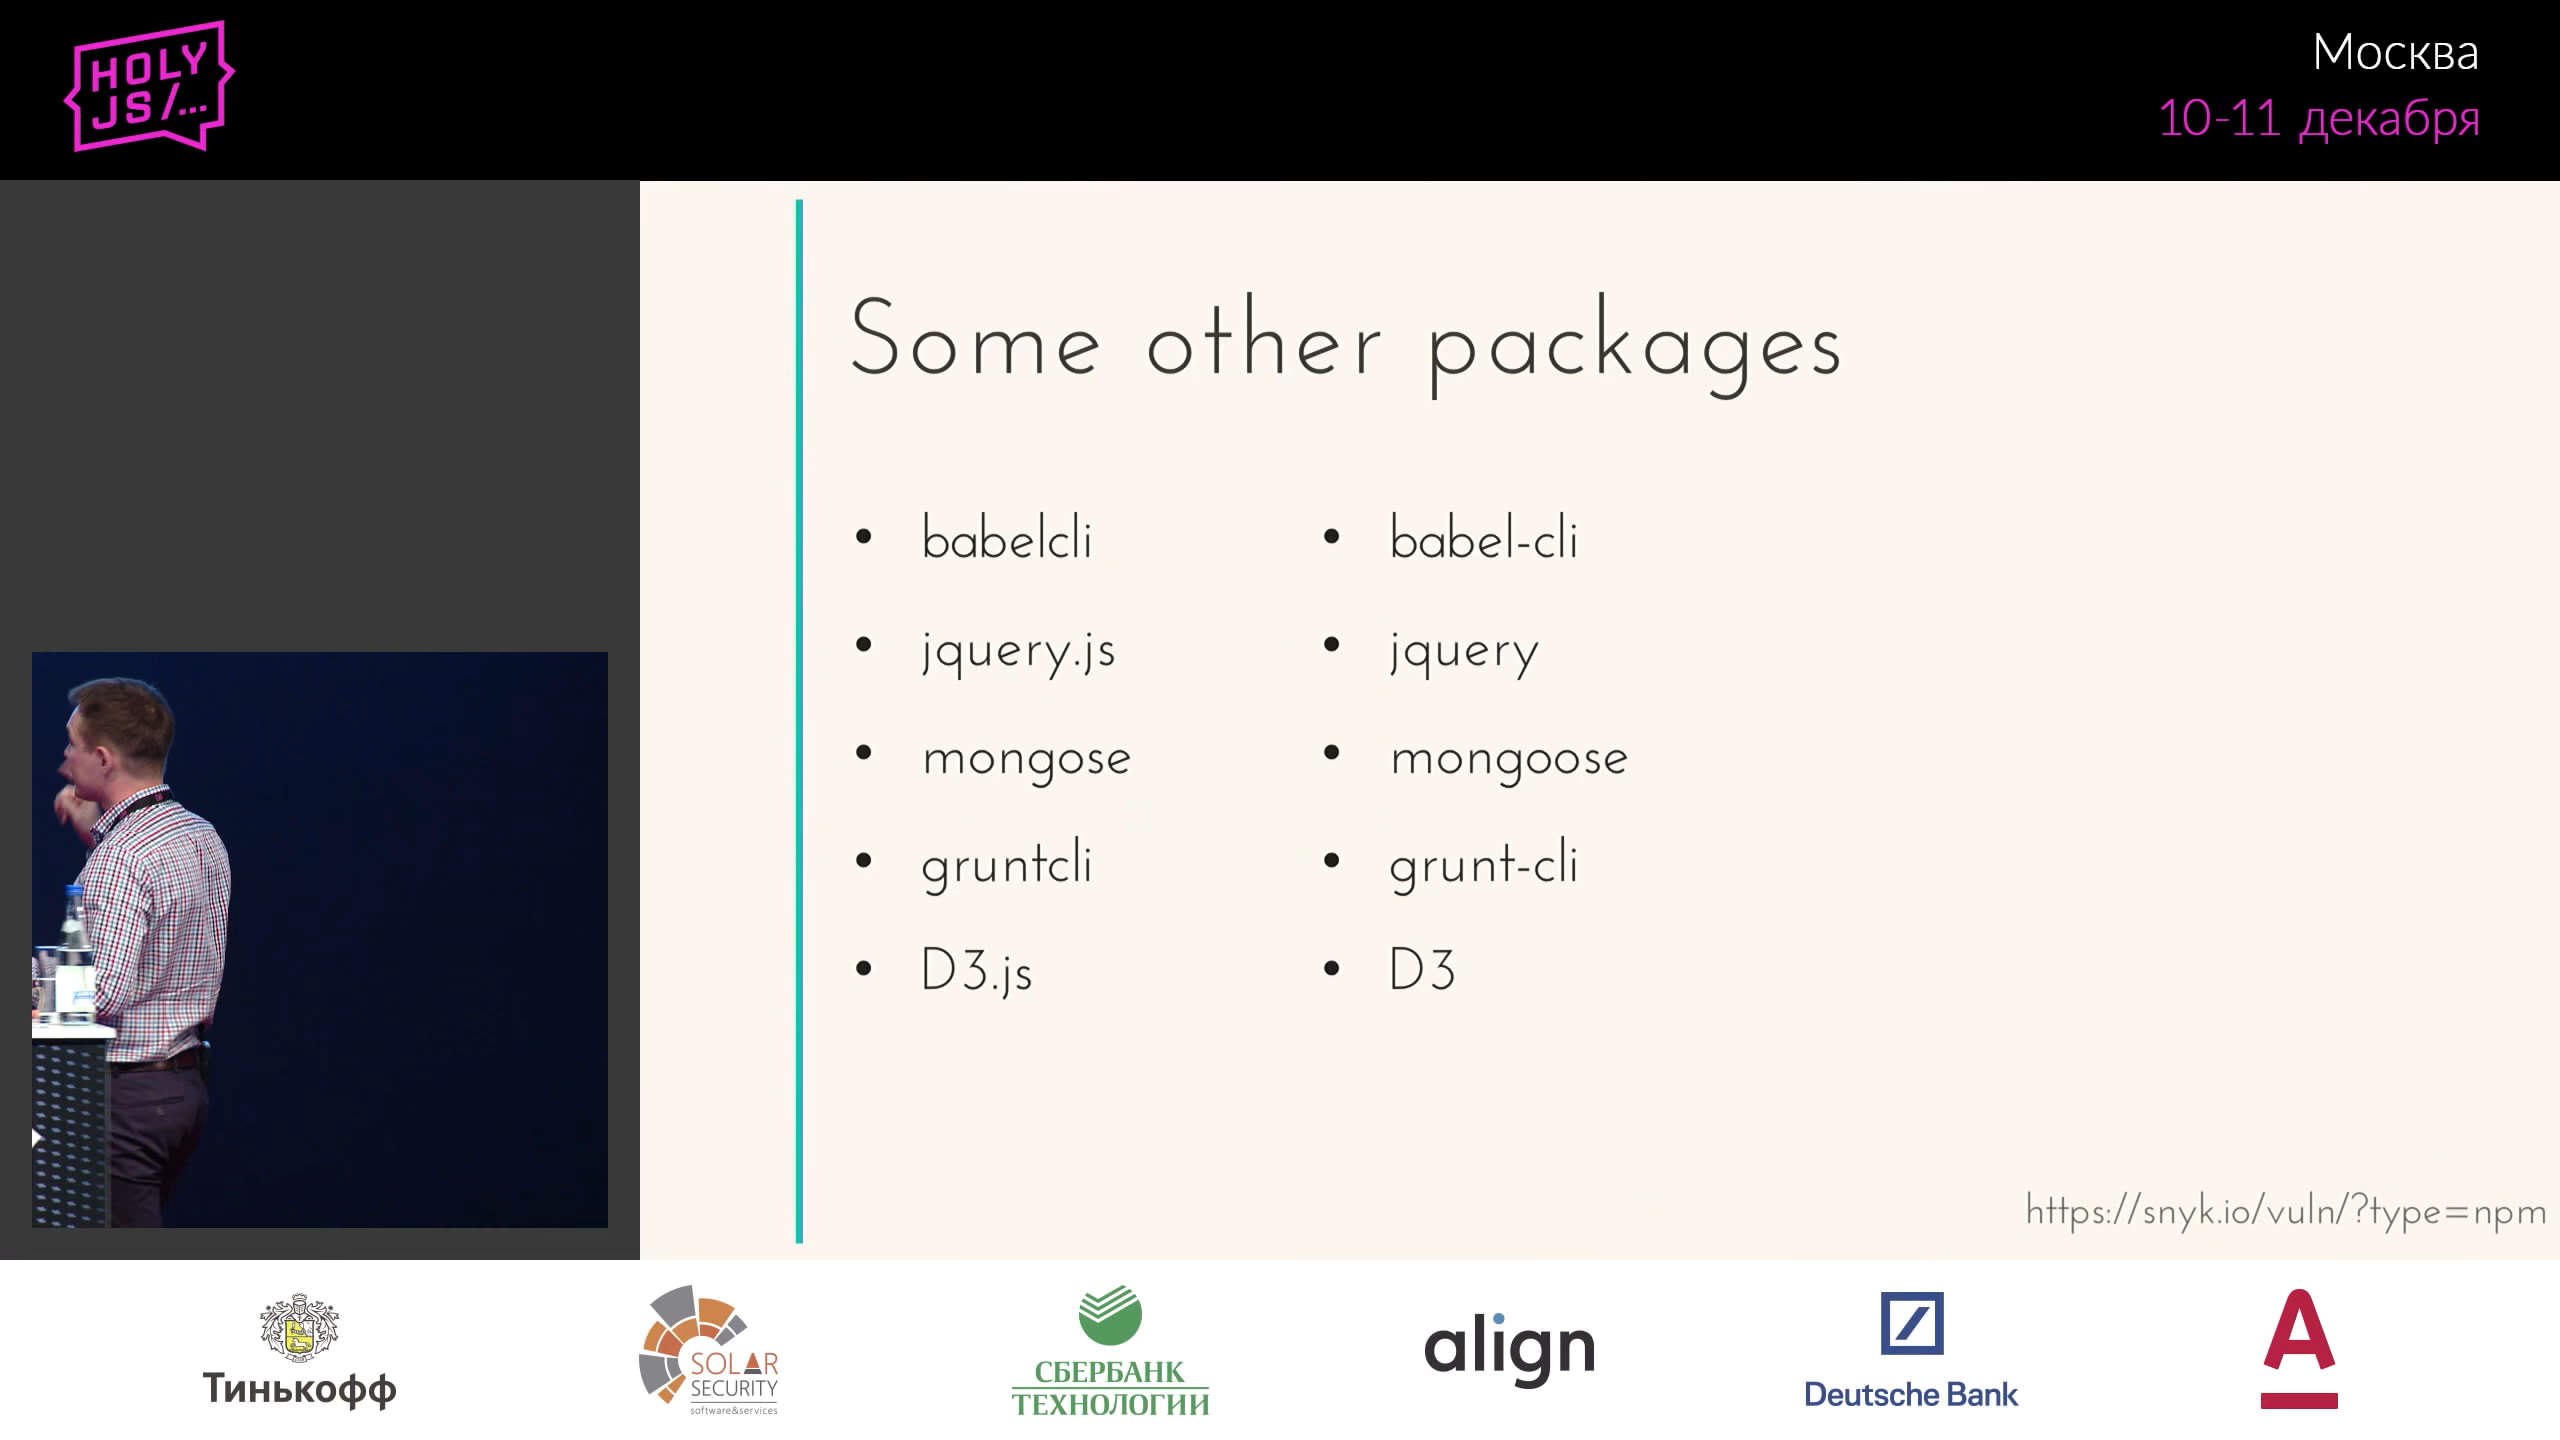 HOLY
JS/...
Москва
10-11 декабря
Some other packages
• babelcli
• jquery.js
• mongose
• gruntcli
• D3.js
• babel-cli
• jquery
• mongoose
• grunt-cli
• D3
https://snyk.io/vuln/?type=npm
Тинькофф
SOLAR
SECURITY
software&services
СБЕРБАНК
ТЕХНОЛОГИИ
align
Deutsche Bank
А